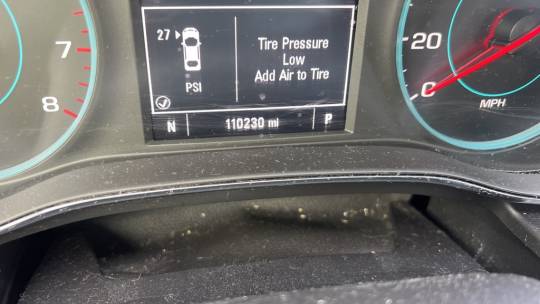 7
8
27
PSI
Tire Pressure
Low
Add Air to Tire
N
110230 mi
P
20
0
MPH